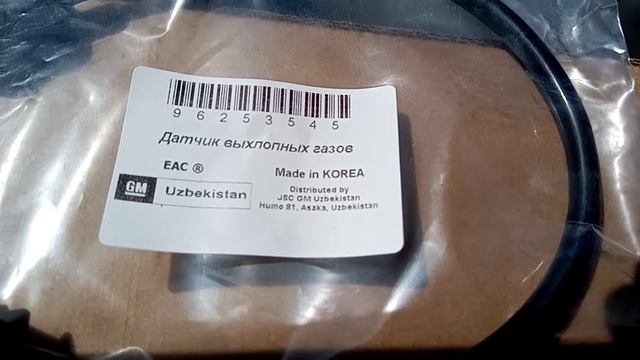 96253545
Датчик выхлопных газов
EAC ®
Made in KOREA
GM Uzbekistan
Distributed by
JSC GM Uzbekistan
Humo 81, Asaka, Uzbekistan